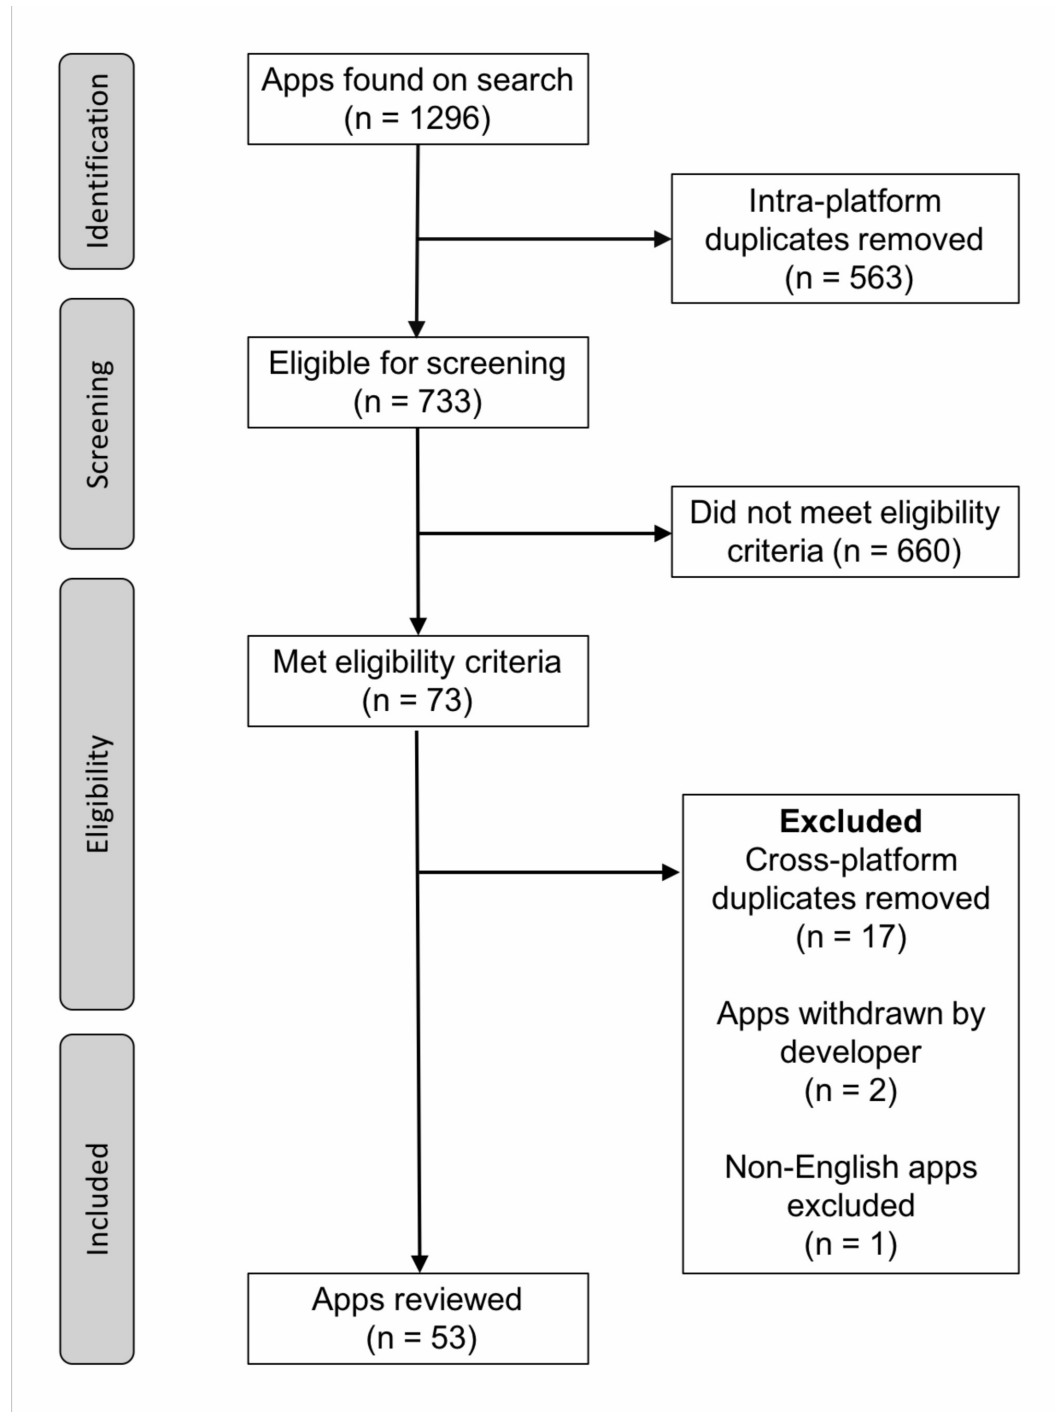 Identification
Apps found on search
(n = 1296)
Intra-platform
duplicates removed
(n = 563)
Screening
Eligible for screening
(n = 733)
Did not meet eligibility
criteria (n = 660)
Eligibility
Met eligibility criteria
(n = 73)
Excluded
Cross-platform
duplicates removed
(n = 17)
Apps withdrawn by
developer
(n = 2)
Non-English apps
excluded
(n = 1)
Included
Apps reviewed
(n = 53)